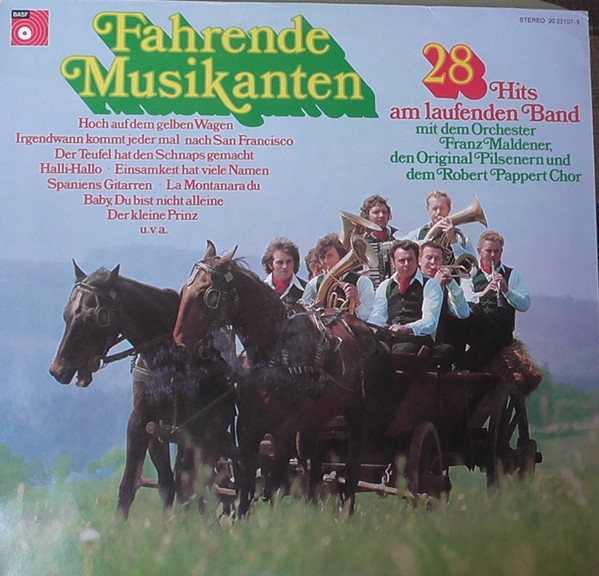 BASF
STEREO 20 22107-5
Fahrende
Musikanten
Hoch auf dem gelben Wagen
Irgendwann kommt jeder mal nach San Francisco
Der Teufel hat den Schnaps gemacht
Halli-Hallo · Einsamkeit hat viele Namen
Spaniens Gitarren · La Montanara du
Baby, Du bist nicht alleine
Der kleine Prinz
u.v.a.
28
Hits
am laufenden Band
mit dem Orchester
Franz Maldener,
den Original Pilsenern und
dem Robert Pappert Chor